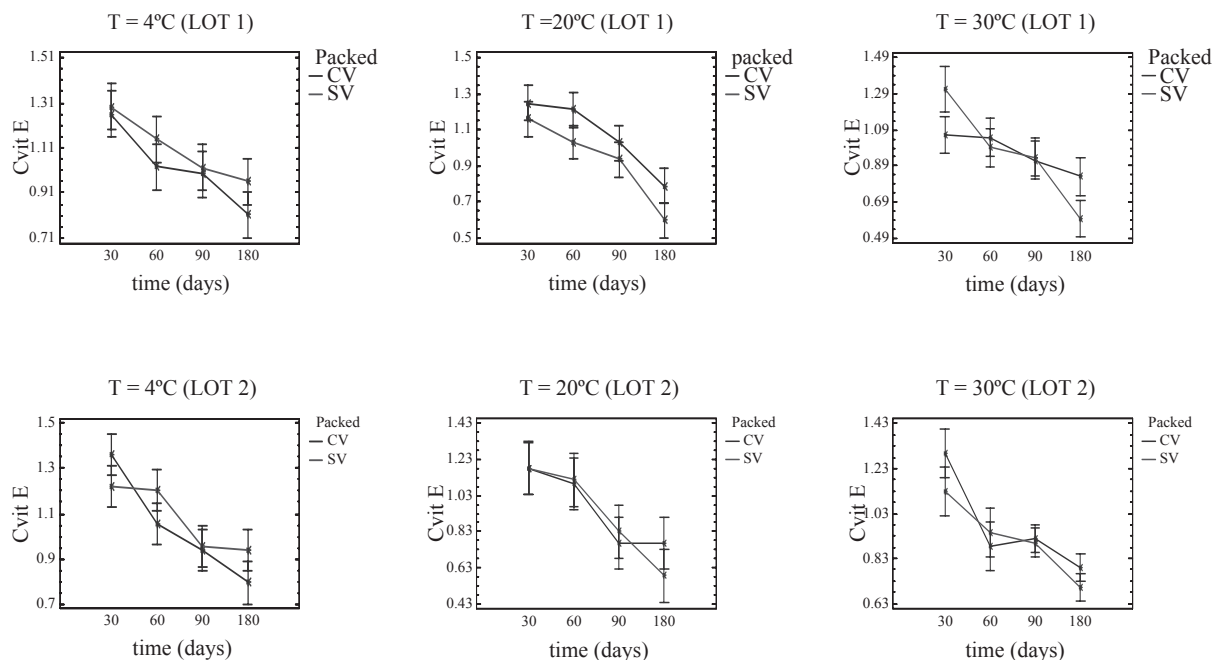 T = 4ºC (LOT 1)
Packed
CV
SV
1.51
1.31
1.11
0.91
0.71
Cvit E
30 60 90 180
time (days)
T =20ºC (LOT 1)
packed
CV
SV
1.5
1.3
1.1
0.9
0.7
0.5
Cvit E
30 60 90 180
time (days)
T = 30ºC (LOT 1)
Packed
CV
SV
1.49
1.29
1.09
0.89
0.69
0.49
Cvit E
30 60 90 180
time (days)
T = 4ºC (LOT 2)
Packed
CV
SV
1.5
1.3
1.1
0.9
0.7
Cvit E
30 60 90 180
time (days)
T = 20ºC (LOT 2)
Packed
CV
SV
1.43
1.23
1.03
0.83
0.63
0.43
Cvit E
30 60 90 180
time (days)
T = 30ºC (LOT 2)
Packed
CV
SV
1.43
1.23
1.03
0.83
0.63
Cvit E
30 60 90 180
time (days)